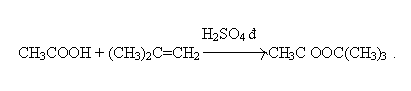 H₂SO₄ đ
CH₃COOH + (CH₃)₂C=CH₂ ⟶ CH₃C OOC(CH₃)₃ .